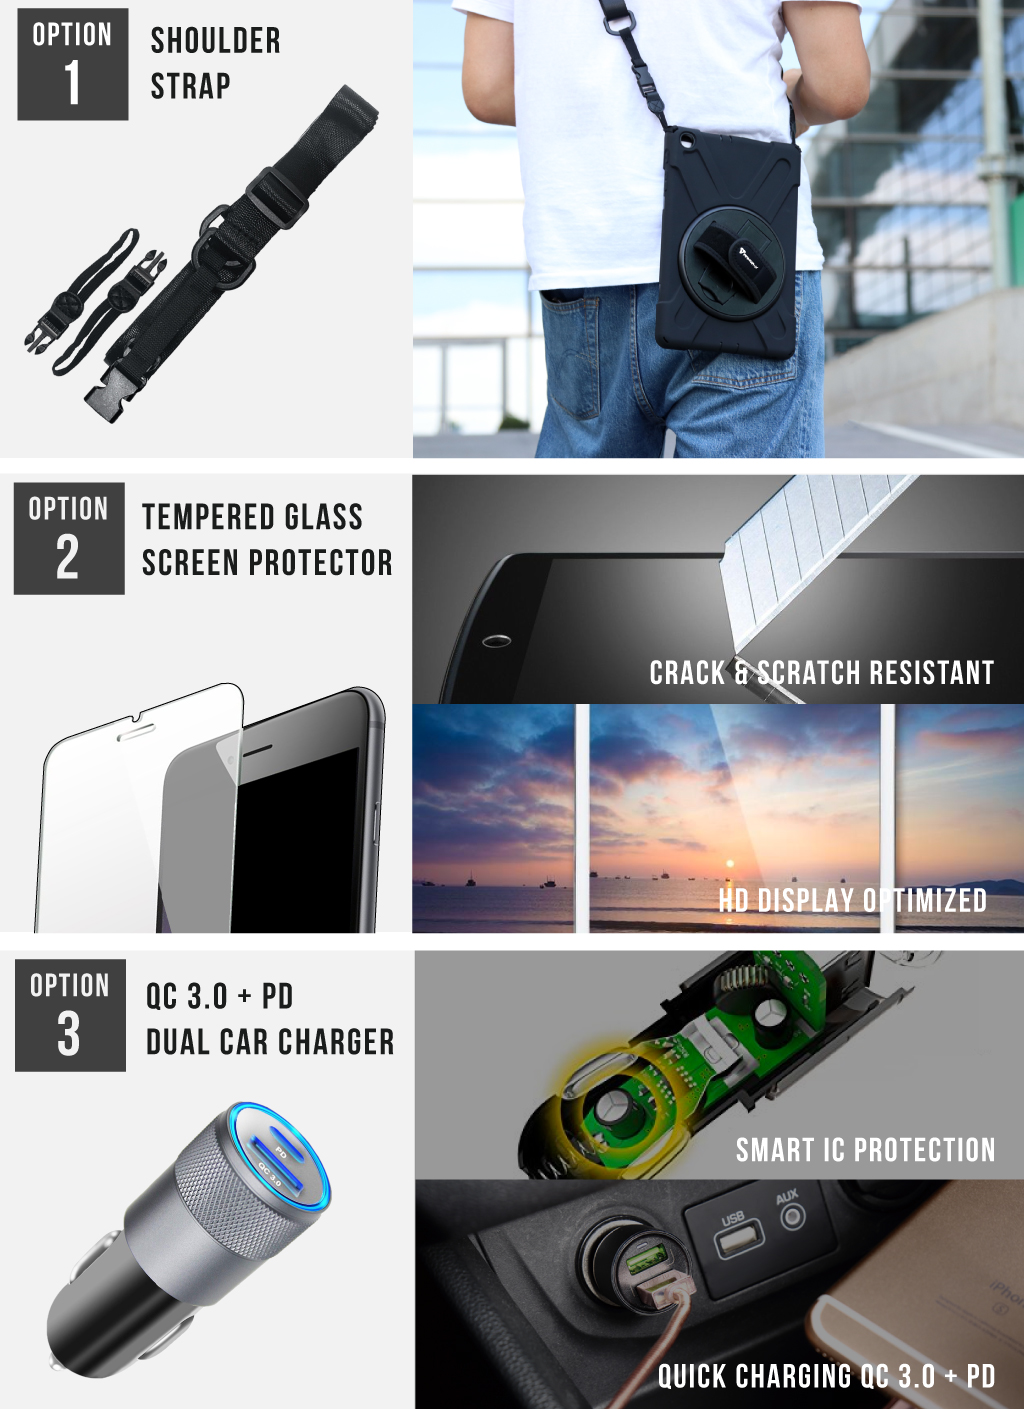 OPTION
1
SHOULDER
STRAP
OPTION
2
TEMPERED GLASS
SCREEN PROTECTOR
CRACK & SCRATCH RESISTANT
HD DISPLAY OPTIMIZED
OPTION
3
QC 3.0 + PD
DUAL CAR CHARGER
PD
QC 3.0
SMART IC PROTECTION
USB
AUX
iPhon
S
QUICK CHARGING QC 3.0 + PD